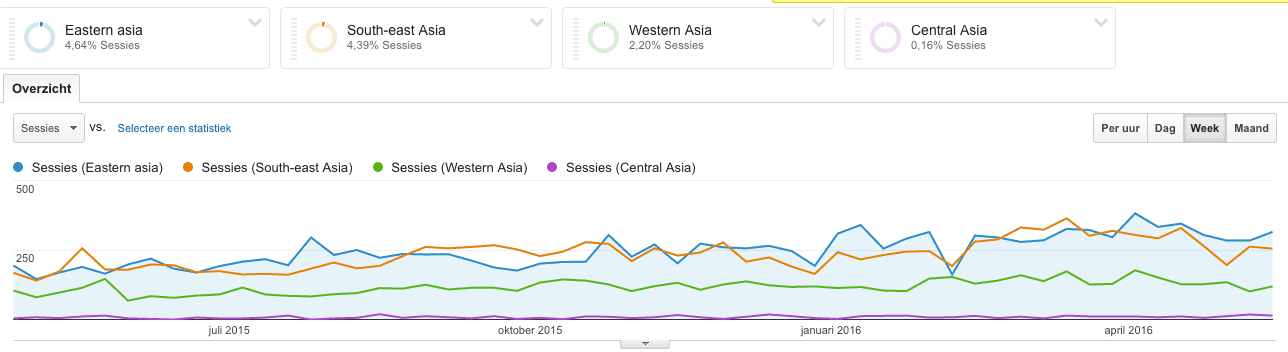 Eastern asia
4,64% Sessies
South-east Asia
4,39% Sessies
Western Asia
2,20% Sessies
Central Asia
0,16% Sessies
Overzicht
Sessies vs. Selecteer een statistiek
Per uur Dag Week Maand
Sessies (Eastern asia) Sessies (South-east Asia) Sessies (Western Asia) Sessies (Central Asia)
500
250
juli 2015 oktober 2015 januari 2016 april 2016